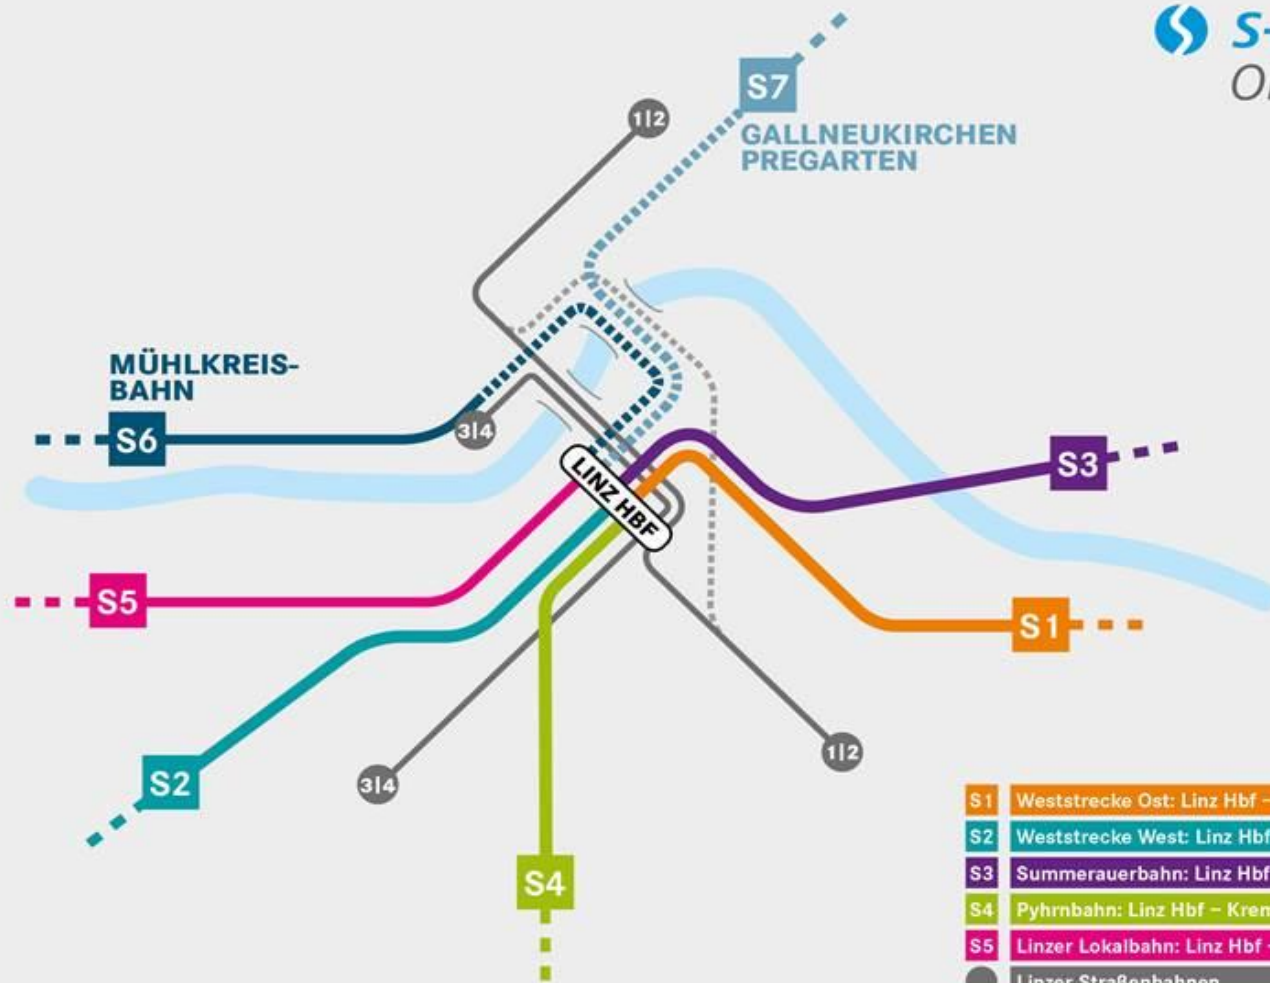 S-
S7
1|2
GALLNEUKIRCHEN
PREGARTEN
MÜHLKREIS-
BAHN
S6
3|4
LINZ HBF
S3
S5
S1
S2
3|4
1|2
S4
S1 Weststrecke Ost: Linz Hbf –
S2 Weststrecke West: Linz Hbf
S3 Summerauerbahn: Linz Hbf
S4 Pyhrnbahn: Linz Hbf – Krem
S5 Linzer Lokalbahn: Linz Hbf -
Linzer Straßenbahnen